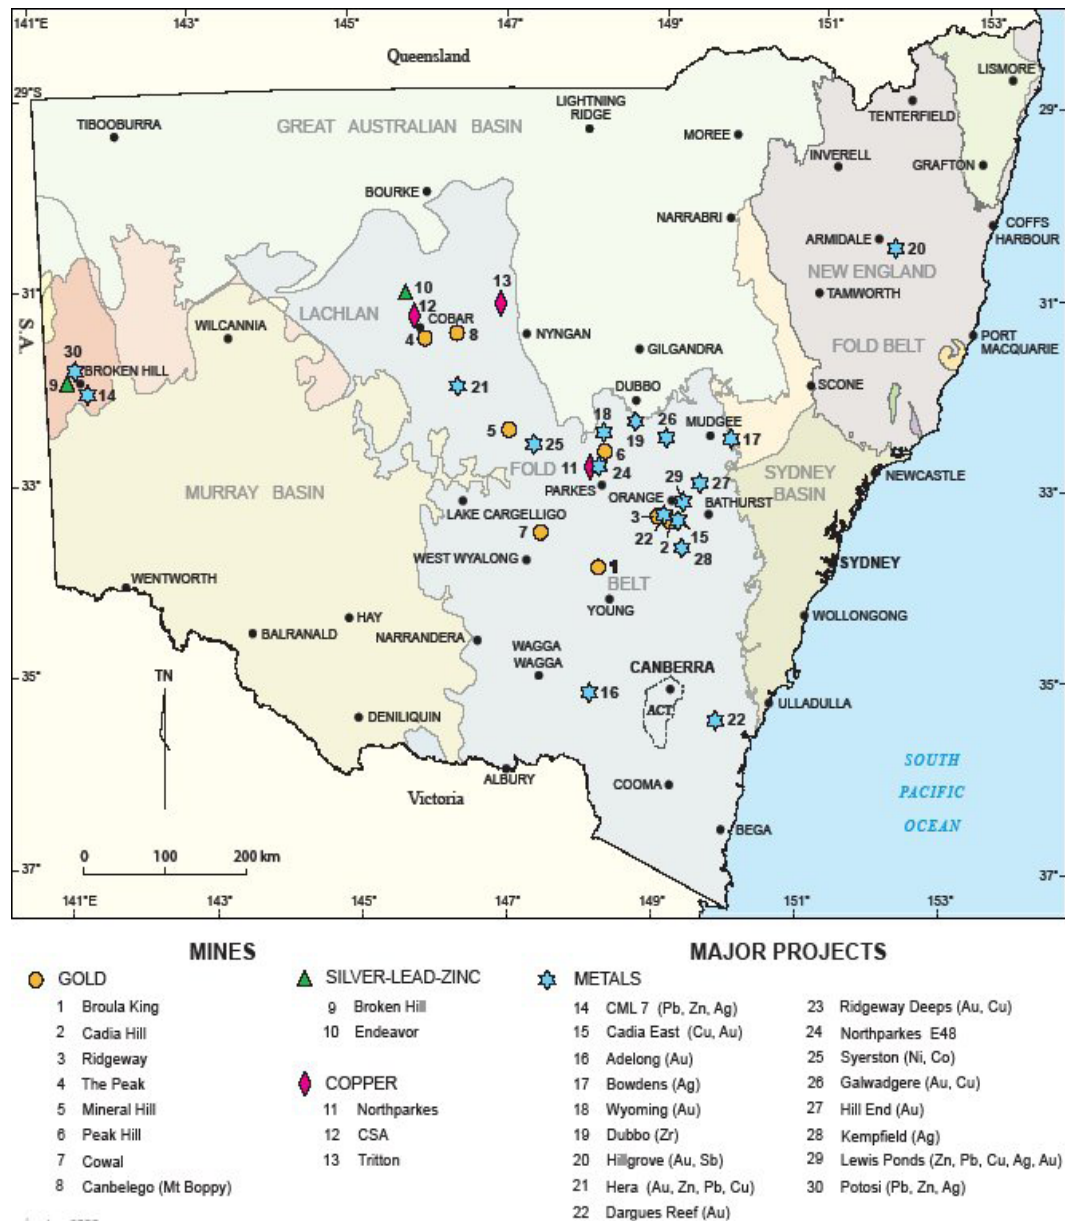 141°E 143° 145° 147° 149° 151° 153°
Queensland
LISMORE
29°S 29°
TENTERFIELD
LIGHTNING
RIDGE
TIBOOBURRA
GREAT AUSTRALIAN BASIN
MOREE
INVERELL
GRAFTON
BOURKE
NARRABRI
COFFS
HARBOUR
ARMIDALE
20
NEW ENGLAND
10
13
31° 31°
TAMWORTH
12
LACHLAN
COBAR
WILCANNIA
4
8
NYNGAN
PORT
MACQUARIE
S.A.
FOLD BELT
GILGANDRA
30
BROKEN HILL
9
14
21
DUBBO
SCONE
18
26
MUDGEE
5
25
19
17
6
FOLD
11
24
29
27
SYDNEY
BASIN
NEWCASTLE
MURRAY BASIN
PARKES
ORANGE
BATHURST
33° 33°
LAKE CARGELLIGO
3
7
22
2
15
28
WEST WYALONG
SYDNEY
1
BELT
WENTWORTH
YOUNG
HAY
WOLLONGONG
BALRANALD
NARRANDERA
WAGGA
WAGGA
CANBERRA
TN
35° 35°
16
ACT
ULLADULLA
DENILIQUIN
22
SOUTH
PACIFIC
OCEAN
ALBURY
COOMA
Victoria
BEGA
0 100 200 km
37° 37°
141° 143° 145° 147° 149° 151° 153°
MINES
GOLD
1 Broula King
2 Cadia Hill
3 Ridgeway
4 The Peak
5 Mineral Hill
6 Peak Hill
7 Cowal
8 Canbelego (Mt Boppy)
SILVER-LEAD-ZINC
9 Broken Hill
10 Endeavor
COPPER
11 Northparkes
12 CSA
13 Tritton
MAJOR PROJECTS
METALS
14 CML 7 (Pb, Zn, Ag)
15 Cadia East (Cu, Au)
16 Adelong (Au)
17 Bowdens (Ag)
18 Wyoming (Au)
19 Dubbo (Zr)
20 Hillgrove (Au, Sb)
21 Hera (Au, Zn, Pb, Cu)
22 Dargues Reef (Au)
23 Ridgeway Deeps (Au, Cu)
24 Northparkes E48
25 Syerston (Ni, Co)
26 Galwadgere (Au, Cu)
27 Hill End (Au)
28 Kempfield (Ag)
29 Lewis Ponds (Zn, Pb, Cu, Ag, Au)
30 Potosi (Pb, Zn, Ag)